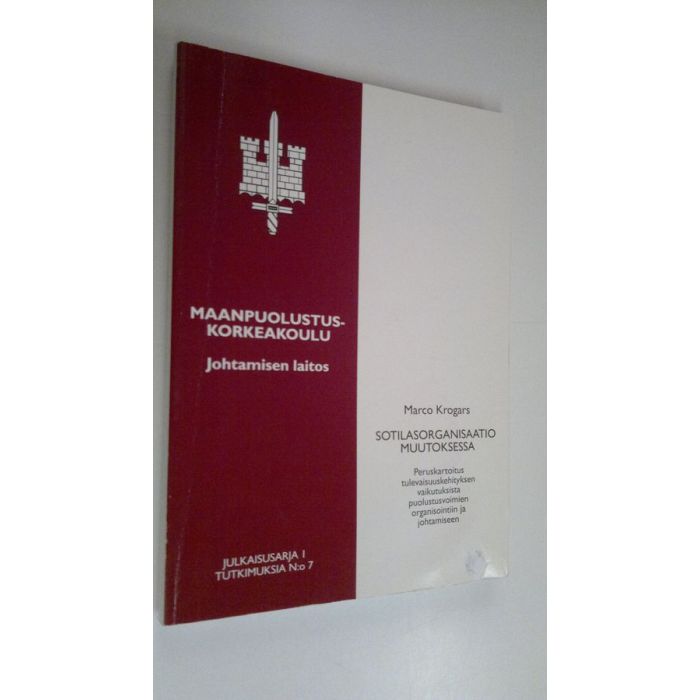 MAANPUOLUSTUS-
KORKEAKOULU
Johtamisen laitos
JULKAISUSARJA 1
TUTKIMUKSIA N:o 7
Marco Krogars
SOTILASORGANISAATIO
MUUTOKSESSA
Peruskartoitus
tulevaisuuskehityksen
vaikutuksista
puolustusvoimien
organisointiin ja
johtamiseen